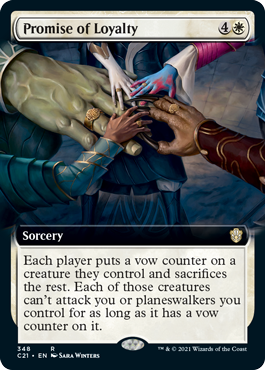 Promise of Loyalty 4
Sorcery
Each player puts a vow counter on a
creature they control and sacrifices
the rest. Each of those creatures
can't attack you or planeswalkers you
control for as long as it has a vow
counter on it.
348 R
C21 • EN SARA WINTERS
™ & © 2021 Wizards of the Coast